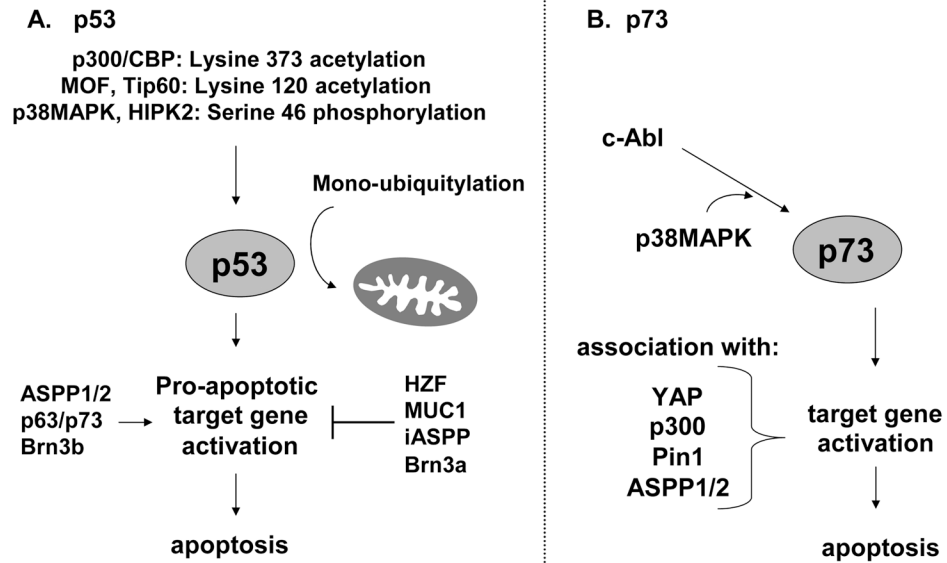 A. p53
p300/CBP: Lysine 373 acetylation
MOF, Tip60: Lysine 120 acetylation
p38MAPK, HIPK2: Serine 46 phosphorylation
Mono-ubiquitylation
p53
ASPP1/2
p63/p73
Brn3b
Pro-apoptotic
target gene
activation
HZF
MUC1
iASPP
Brn3a
apoptosis
B. p73
c-Abl
p38MAPK
p73
association with:
YAP
p300
Pin1
ASPP1/2
target gene
activation
apoptosis